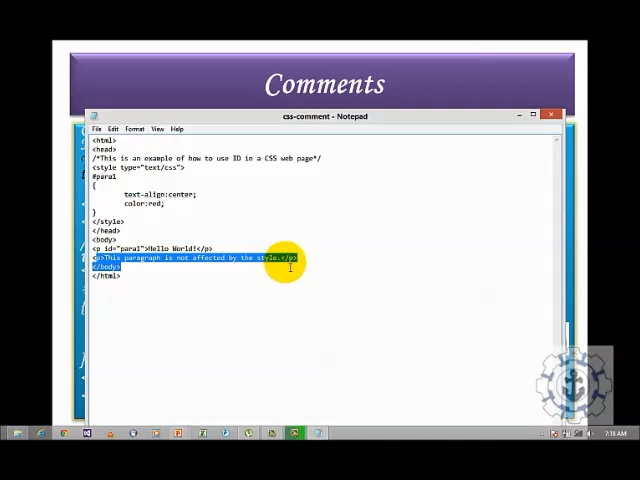 Comments
css-comment - Notepad
File Edit Format View Help
<html>
<head>
/*This is an example of how to use ID in a CSS web page*/
<style type="text/css">
#para1
{
text-align:center;
color:red;
}
</style>
</head>
<body>
<p id="para1">Hello World!</p>
<p>This paragraph is not affected by the style.</p>
</body>
</html>
7:18 AM